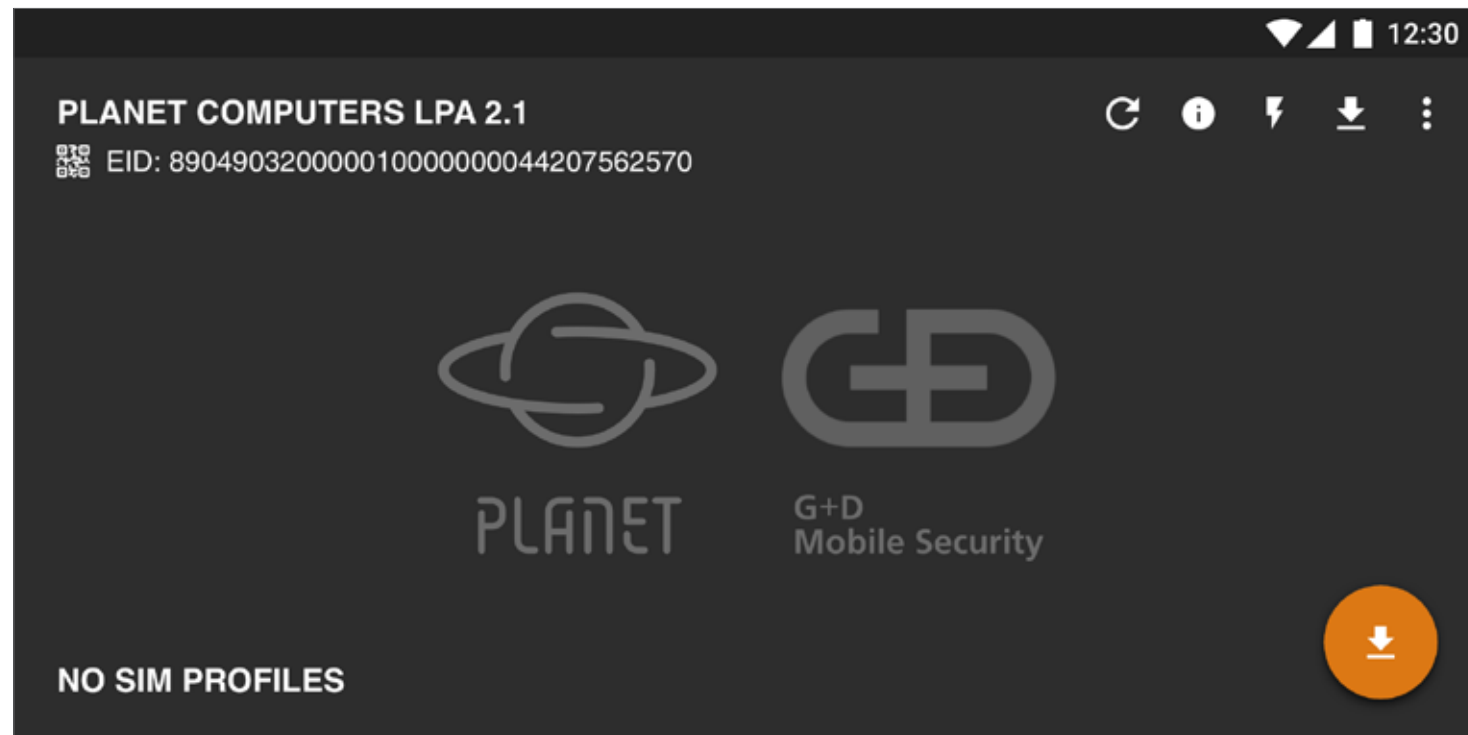 12:30
PLANET COMPUTERS LPA 2.1
EID: 89049032000001000000044207562570
PLANET
G+D
G+D
Mobile Security
NO SIM PROFILES